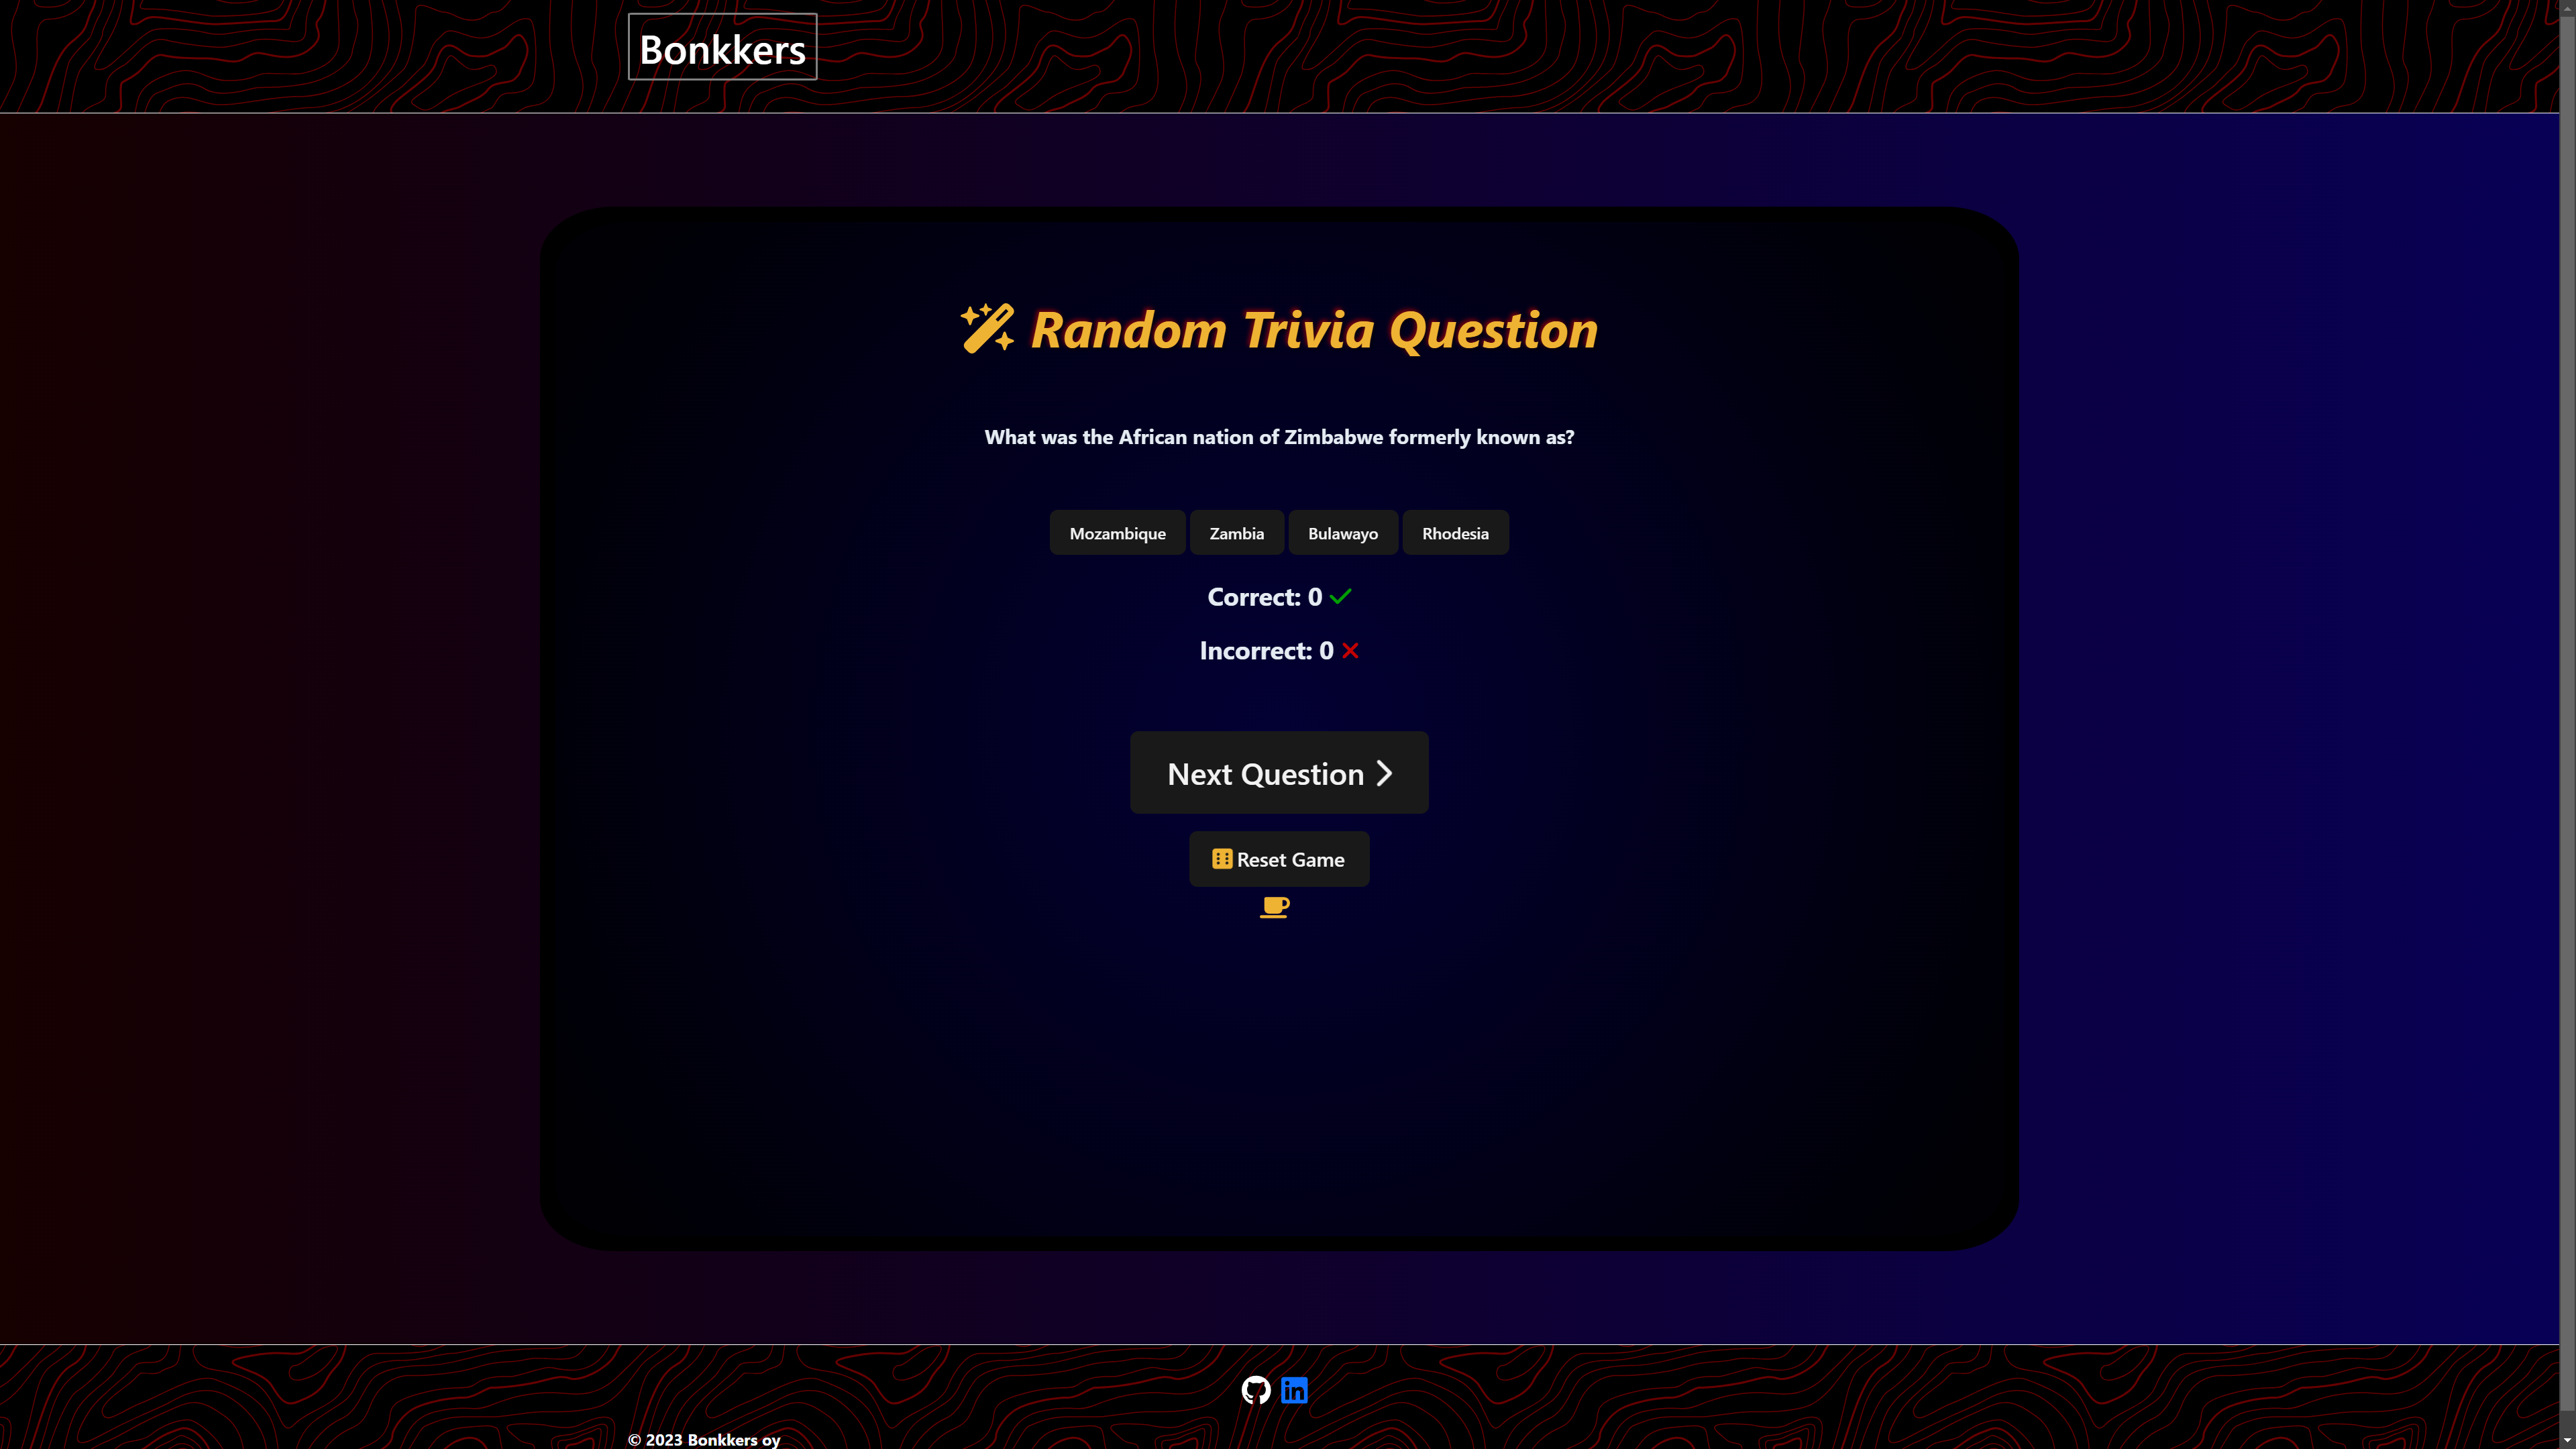 Bonkkers
Random Trivia Question
What was the African nation of Zimbabwe formerly known as?
Mozambique Zambia Bulawayo Rhodesia
Correct: 0
Incorrect: 0
Next Question
Reset Game
in
© 2023 Bonkkers oy